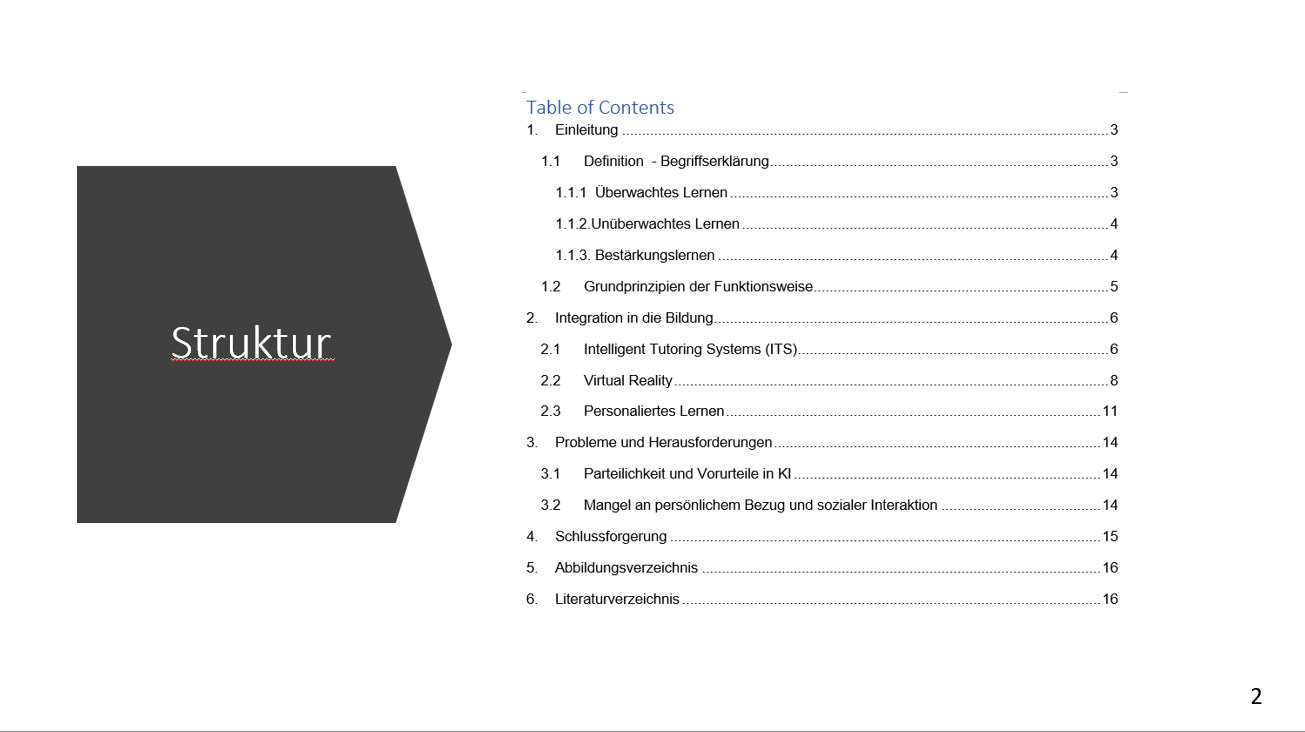 Struktur
Table of Contents
1. Einleitung ........ 3
1.1 Definition - Begriffserklärung ........ 3
1.1.1 Überwachtes Lernen ........ 3
1.1.2.Unüberwachtes Lernen ........ 4
1.1.3. Bestärkungslernen ........ 4
1.2 Grundprinzipien der Funktionsweise ........ 5
2. Integration in die Bildung ........ 6
2.1 Intelligent Tutoring Systems (ITS) ........ 6
2.2 Virtual Reality ........ 8
2.3 Personaliertes Lernen ........ 11
3. Probleme und Herausforderungen ........ 14
3.1 Parteilichkeit und Vorurteile in KI ........ 14
3.2 Mangel an persönlichem Bezug und sozialer Interaktion ........ 14
4. Schlussforgerung ........ 15
5. Abbildungsverzeichnis ........ 16
6. Literaturverzeichnis ........ 16
2